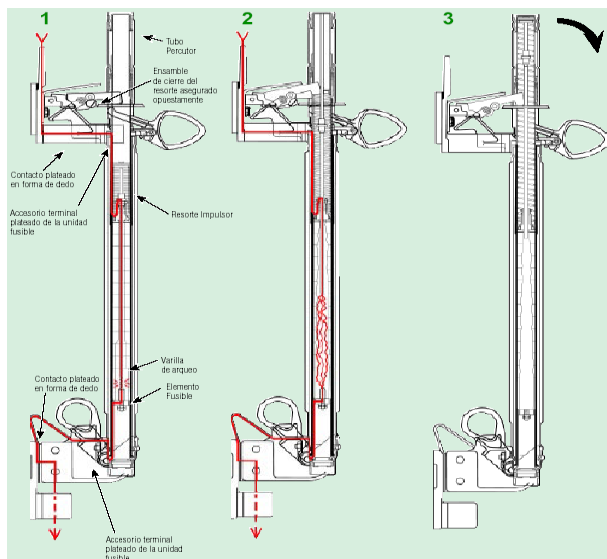 1
2
3
Tubo
Percutor
Ensamble
de cierre del
resorte asegurado
opuestamente
Contacto plateado
en forma de dedo
Accesorio terminal
plateado de la unidad
fusible
Resorte Impulsor
Varilla
de arqueo
Contacto plateado
en forma de dedo
Elemento
Fusible
Accesorio terminal
plateado de la unidad
fusible